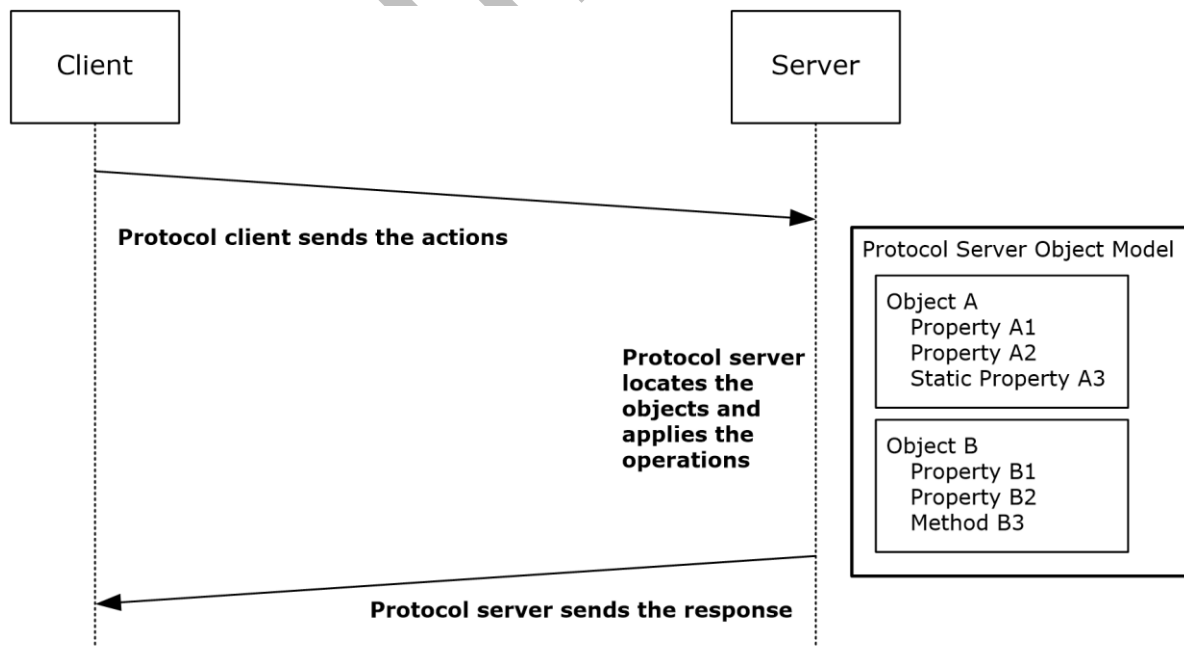 Client
Server
Protocol client sends the actions
Protocol Server Object Model
Object A
Property A1
Property A2
Static Property A3
Protocol server
locates the
objects and
applies the
operations
Object B
Property B1
Property B2
Method B3
Protocol server sends the response